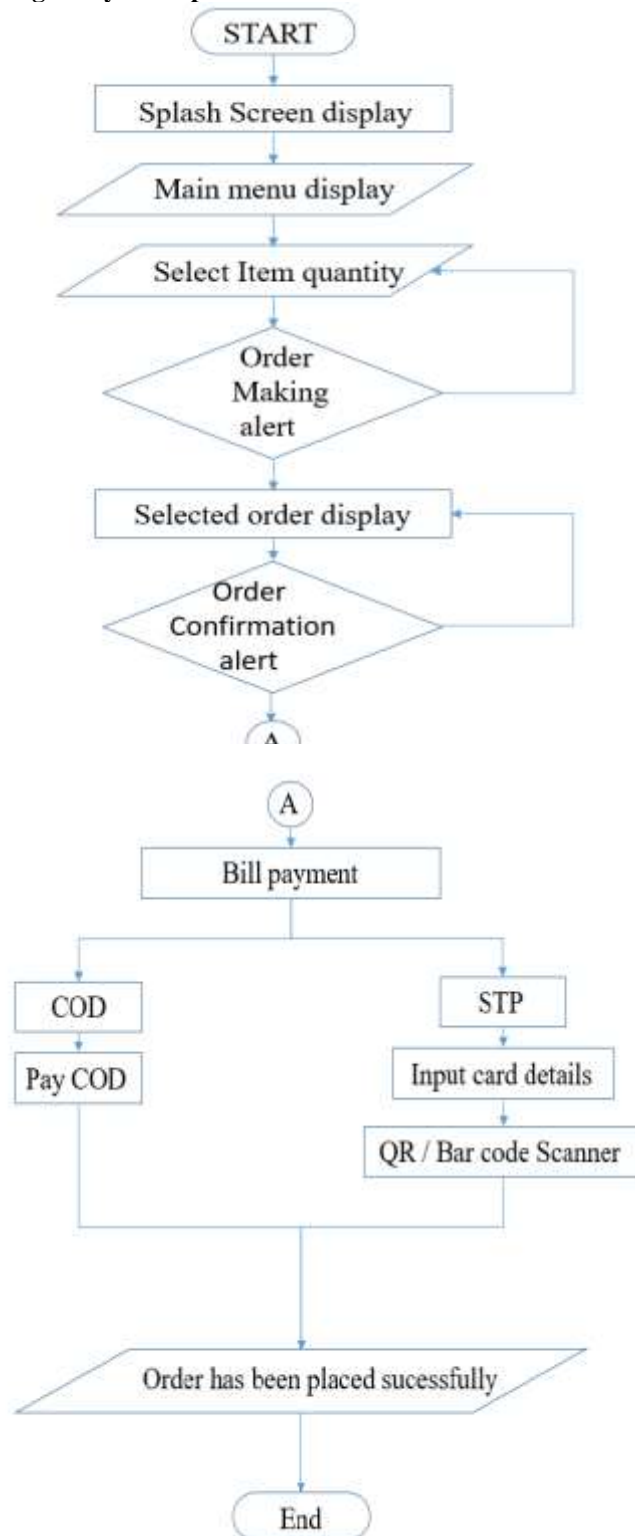 START
Splash Screen display
Main menu display
Select Item quantity
Order
Making
alert
Selected order display
Order
Confirmation
alert
A
A
Bill payment
COD
STP
Pay COD
Input card details
QR / Bar code Scanner
Order has been placed sucessfully
End